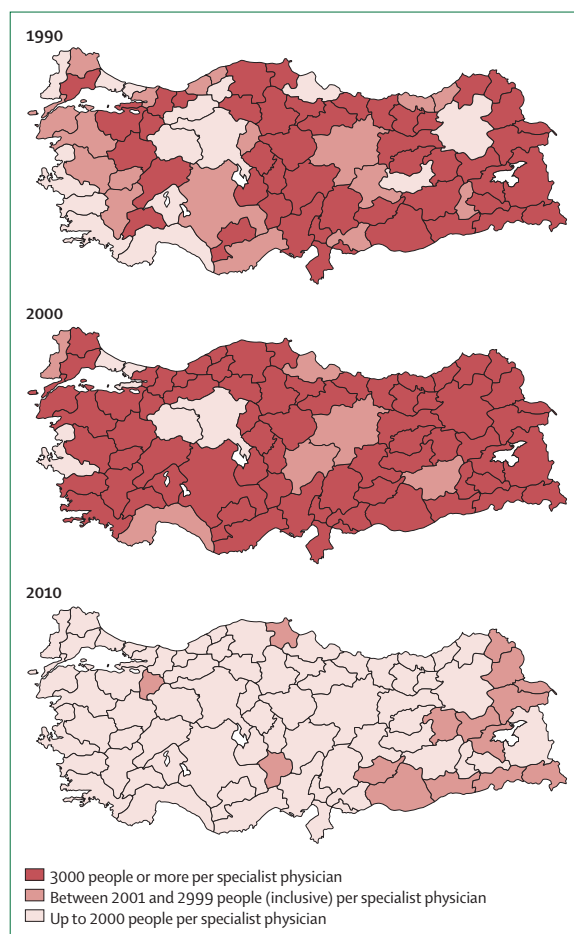 1990
2000
2010
3000 people or more per specialist physician
Between 2001 and 2999 people (inclusive) per specialist physician
Up to 2000 people per specialist physician